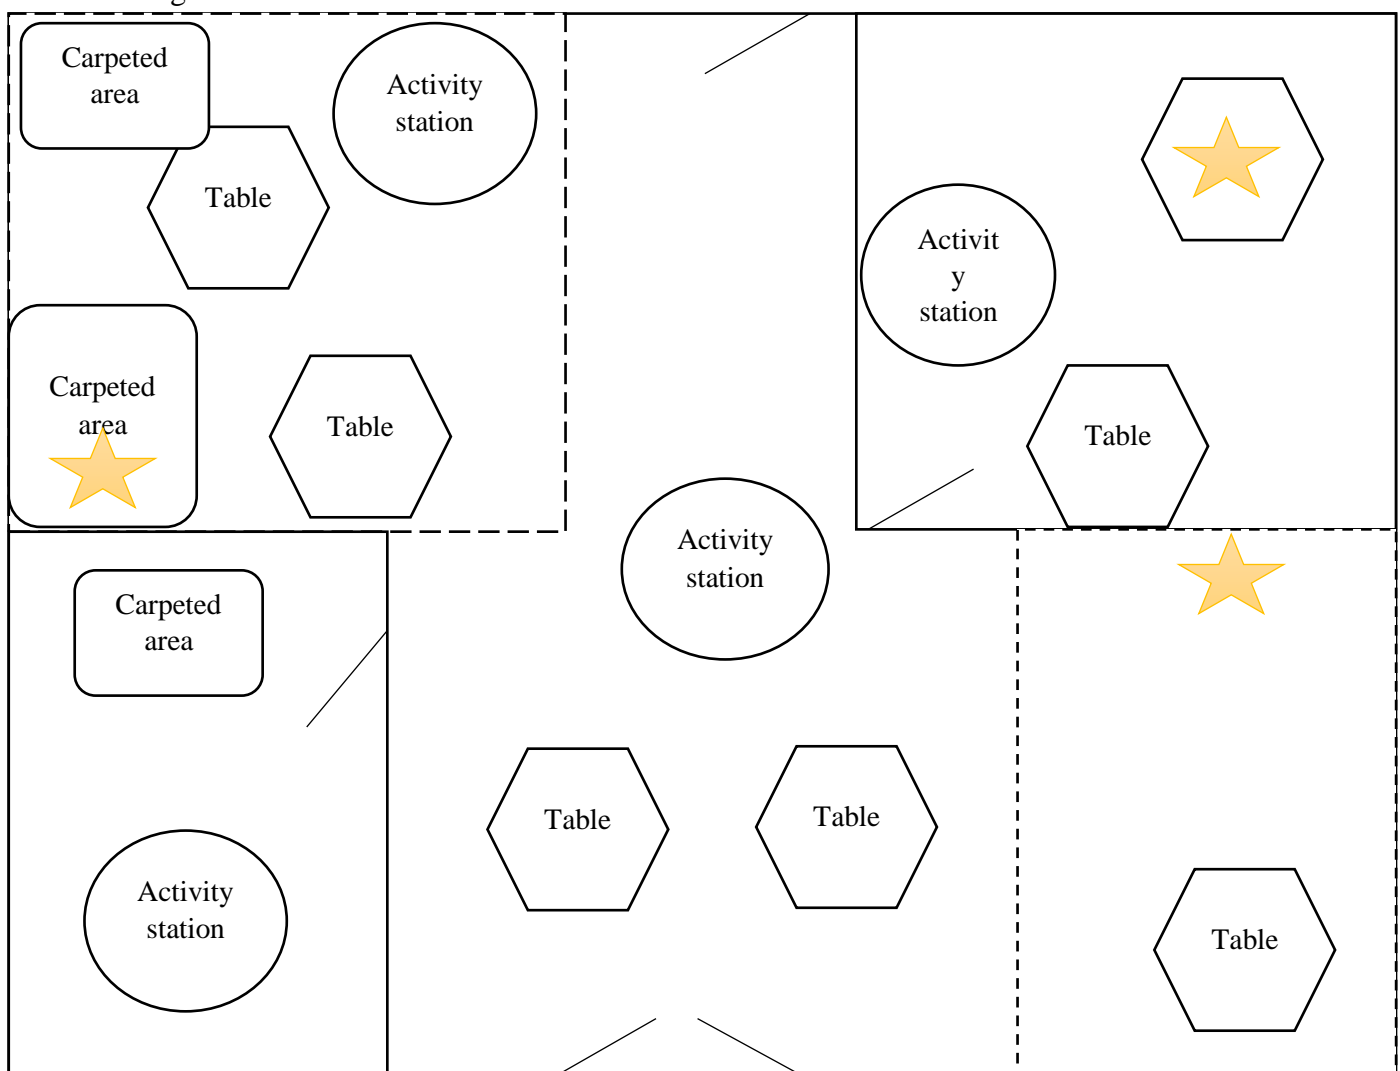 Carpeted
area
Activity
station
Table
Activit
y
station
Carpeted
area
Table
Table
Activity
station
Carpeted
area
Table
Table
Activity
station
Table